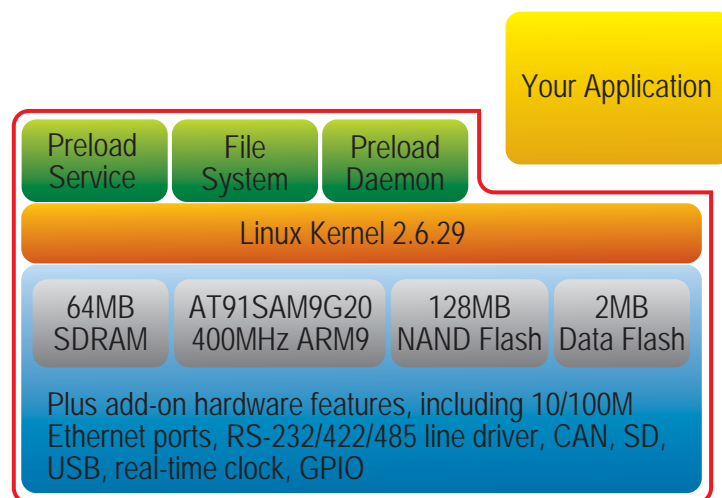 Your Application
Preload
Service
File
System
Preload
Daemon
Linux Kernel 2.6.29
64MB
SDRAM
AT91SAM9G20
400MHz ARM9
128MB
NAND Flash
2MB
Data Flash
Plus add-on hardware features, including 10/100M
Ethernet ports, RS-232/422/485 line driver, CAN, SD,
USB, real-time clock, GPIO